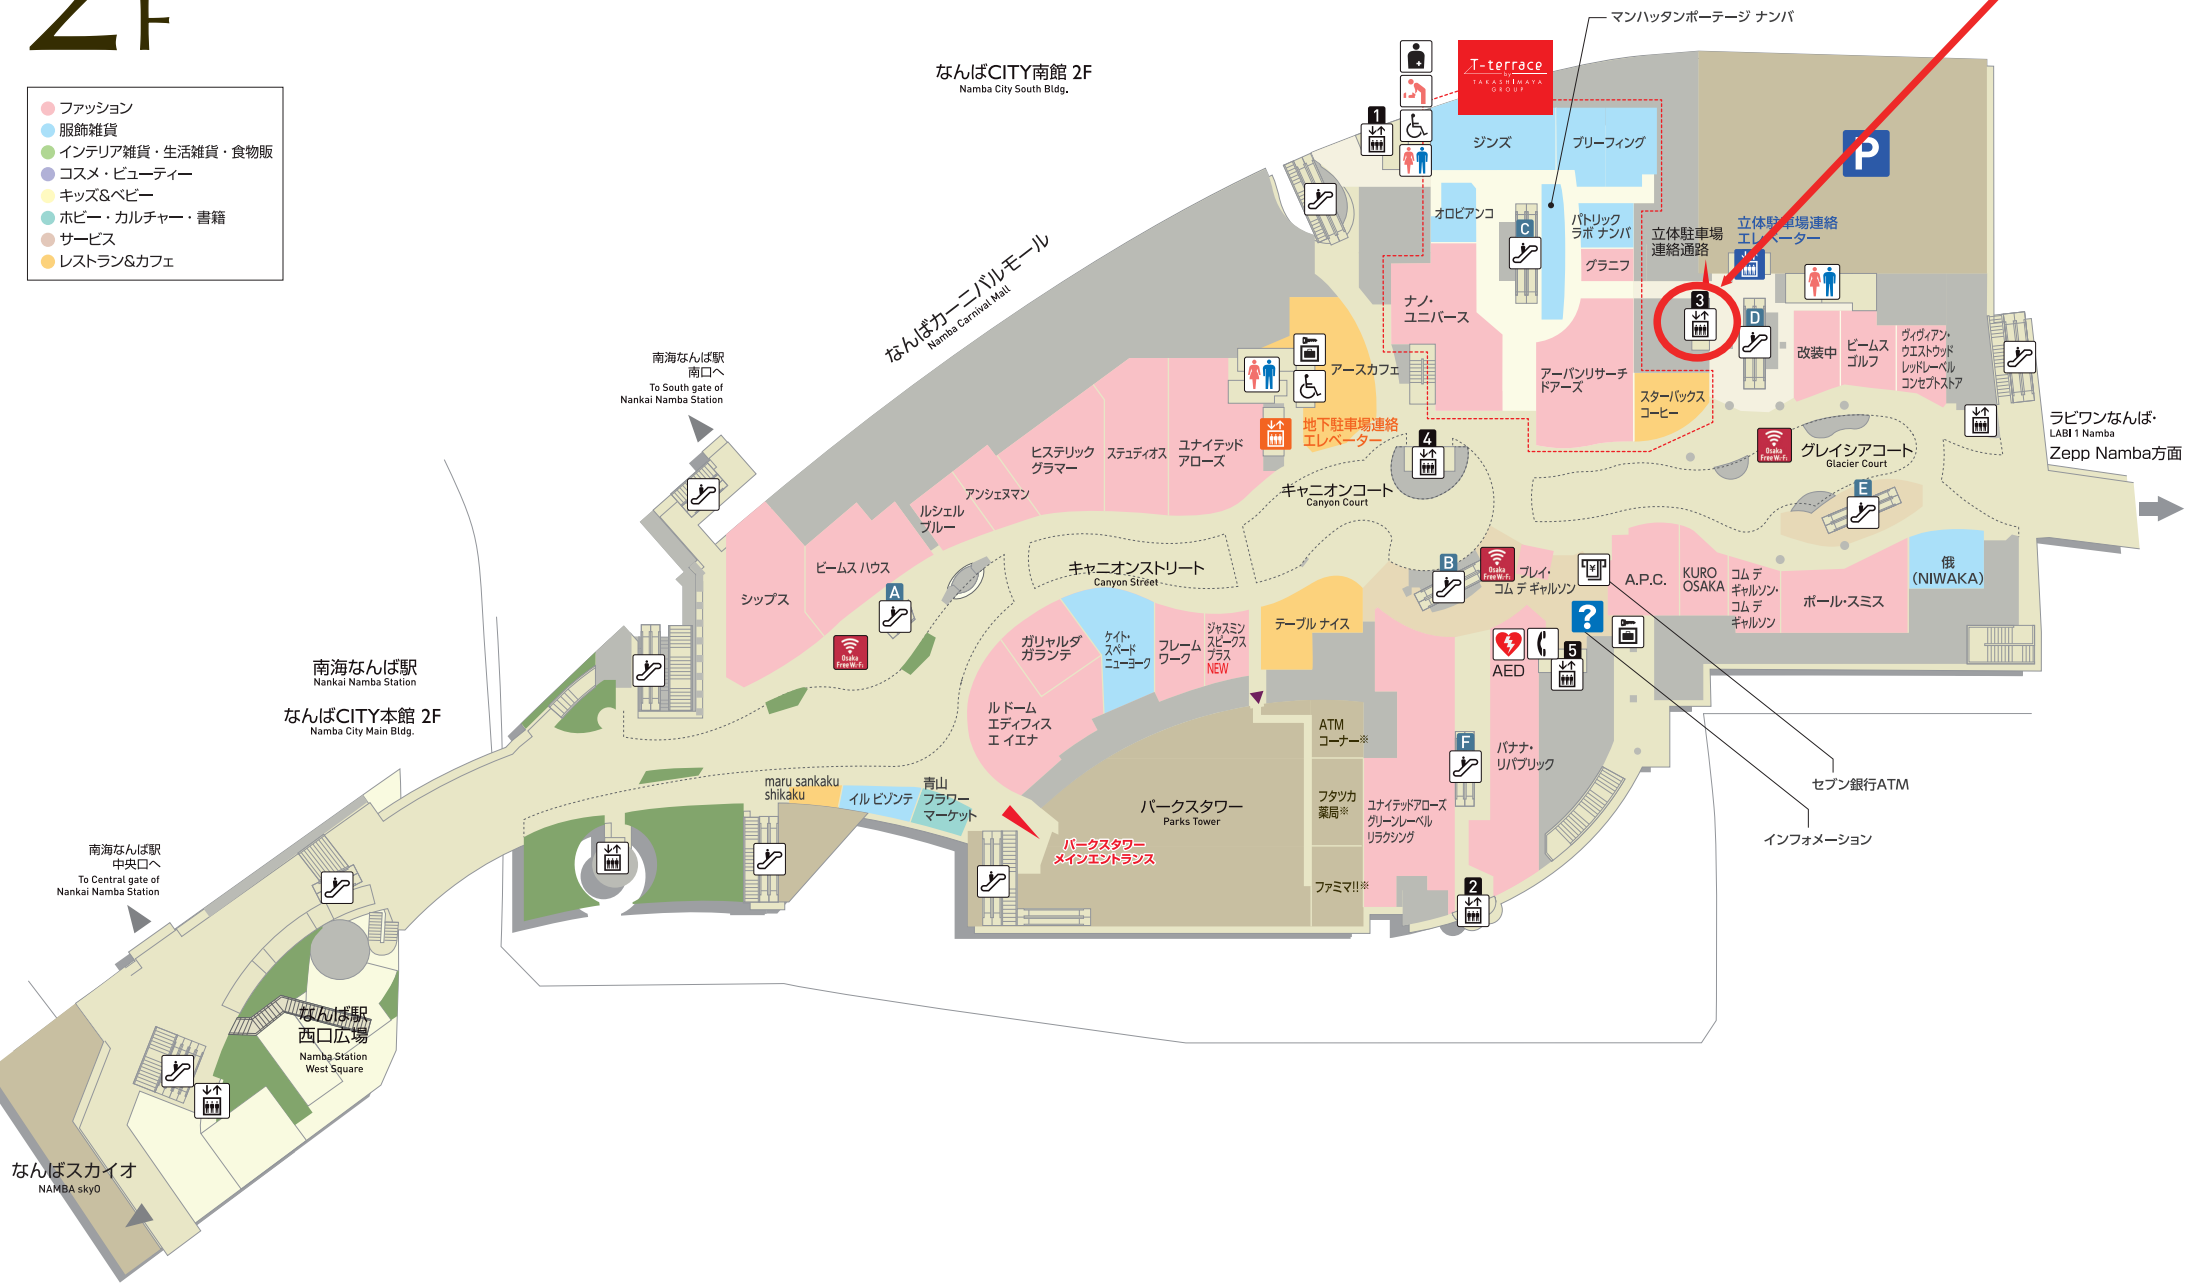 2F
ファッション
服飾雑貨
インテリア雑貨・生活雑貨・食物販
コスメ・ビューティー
キッズ&ベビー
ホビー・カルチャー・書籍
サービス
レストラン&カフェ
なんばCITY南館 2F
Namba City South Bldg.
マンハッタンポーテージ ナンバ
T-terrace
by
TAKASHIMAYA
GROUP
1
ジンズ
ブリーフィング
P
オロビアンコ
C
パトリック
ラボ ナンバ
グラニフ
立体駐車場
連絡通路
立体駐車場連絡
エレベーター
3
D
ナノ・
ユニバース
アーバンリサーチ
ドアーズ
スターバックス
コーヒー
改装中
ビームス
ゴルフ
ヴィヴィアン・
ウエストウッド
レッドレーベル
コンセプトストア
なんばカーニバルモール
Namba Carnival Mall
南海なんば駅
南口へ
To South gate of
Nankai Namba Station
アースカフェ
地下駐車場連絡
エレベーター
4
ヒステリック
グラマー
ステュディオス
ユナイテッド
アローズ
アンシェヌマン
ルシェル
ブルー
キャニオンコート
Canyon Court
Osaka
Free Wi-Fi
グレイシアコート
Glacier Court
E
ラビワンなんば・
LABI 1 Namba
Zepp Namba方面
シップス
ビームス ハウス
A
Osaka
Free Wi-Fi
キャニオンストリート
Canyon Street
B
Osaka
Free Wi-Fi
プレイ・
コム デ ギャルソン
A.P.C.
KURO
OSAKA
コム デ
ギャルソン・
コム デ
ギャルソン
ポール・スミス
俄
(NIWAKA)
ガリャルダ
ガランテ
ケイト・
スペード
ニューヨーク
フレーム
ワーク
ジャスミン
スピークス
プラス
NEW
テーブル ナイス
?
AED
5
南海なんば駅
Nankai Namba Station
なんばCITY本館 2F
Namba City Main Bldg.
ル ドーム
エディフィス
エ イエナ
ATM
コーナー※
F
バナナ・
リパブリック
maru sankaku
shikaku
イル ビゾンテ
青山
フラワー
マーケット
パークスタワー
Parks Tower
フタツカ
薬局※
ユナイテッドアローズ
グリーンレーベル
リラクシング
セブン銀行ATM
インフォメーション
パークスタワー
メインエントランス
ファミマ!!※
2
南海なんば駅
中央口へ
To Central gate of
Nankai Namba Station
なんば駅
西口広場
Namba Station
West Square
なんばスカイオ
NAMBA skyO